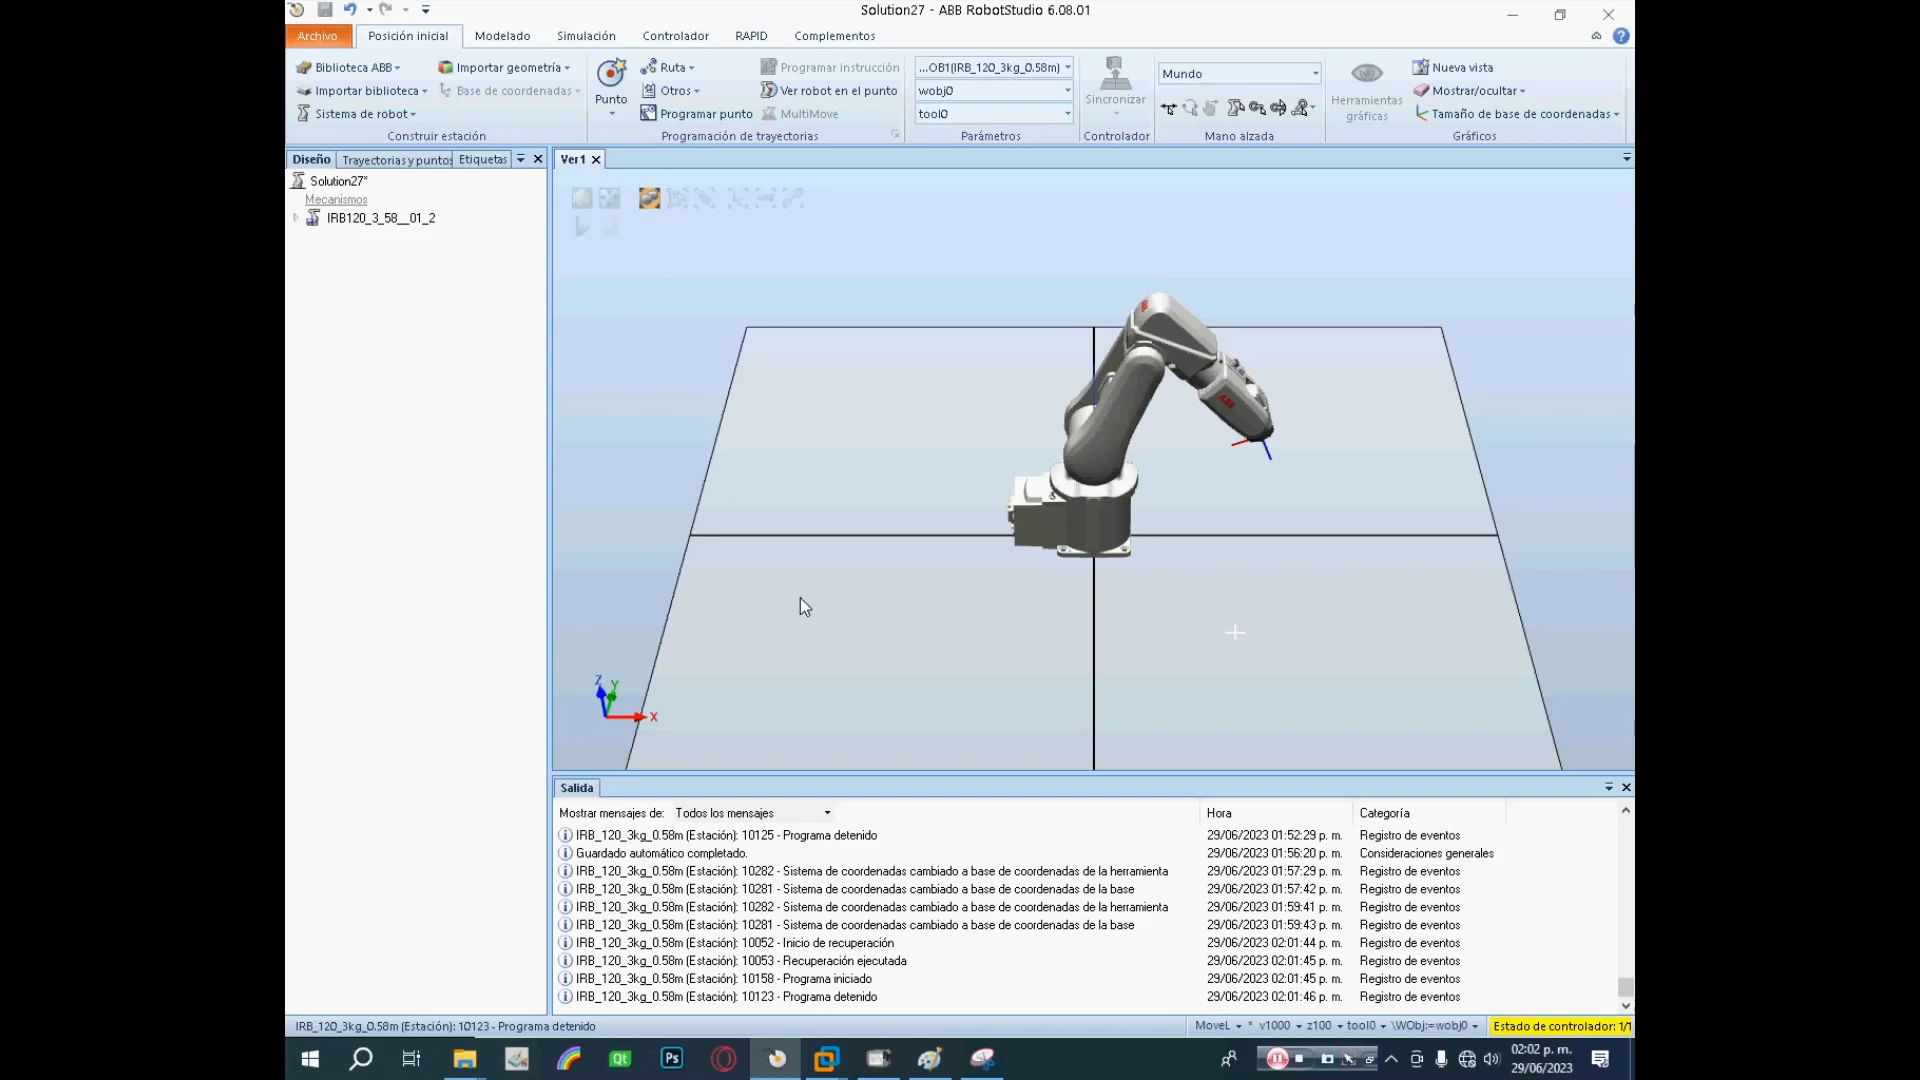 Solution27 - ABB RobotStudio 6.08.01
Archivo
Posición inicial
Modelado
Simulación
Controlador
RAPID
Complementos
Biblioteca ABB
Importar biblioteca
Sistema de robot
Importar geometría
Base de coordenadas
Construir estación
Punto
Ruta
Otros
Programar punto
Programar instrucción
Ver robot en el punto
MultiMove
Programación de trayectorias
...OB1(IRB_120_3kg_0.58m)
wobj0
tool0
Parámetros
Sincronizar
Controlador
Mundo
Mano alzada
Herramientas
gráficas
Nueva vista
Mostrar/ocultar
Tamaño de base de coordenadas
Gráficos
Diseño
Trayectorias y puntos
Etiquetas
Solution27*
Mecanismos
IRB120_3_58__01_2
Ver1
ABB
Z
Y
X
Salida
Mostrar mensajes de: Todos los mensajes Hora Categoría
IRB_120_3kg_0.58m (Estación): 10125 - Programa detenido 29/06/2023 01:52:29 p. m. Registro de eventos
Guardado automático completado. 29/06/2023 01:56:20 p. m. Consideraciones generales
IRB_120_3kg_0.58m (Estación): 10282 - Sistema de coordenadas cambiado a base de coordenadas de la herramienta 29/06/2023 01:57:29 p. m. Registro de eventos
IRB_120_3kg_0.58m (Estación): 10281 - Sistema de coordenadas cambiado a base de coordenadas de la base 29/06/2023 01:57:42 p. m. Registro de eventos
IRB_120_3kg_0.58m (Estación): 10282 - Sistema de coordenadas cambiado a base de coordenadas de la herramienta 29/06/2023 01:59:41 p. m. Registro de eventos
IRB_120_3kg_0.58m (Estación): 10281 - Sistema de coordenadas cambiado a base de coordenadas de la base 29/06/2023 01:59:43 p. m. Registro de eventos
IRB_120_3kg_0.58m (Estación): 10052 - Inicio de recuperación 29/06/2023 02:01:44 p. m. Registro de eventos
IRB_120_3kg_0.58m (Estación): 10053 - Recuperación ejecutada 29/06/2023 02:01:45 p. m. Registro de eventos
IRB_120_3kg_0.58m (Estación): 10158 - Programa iniciado 29/06/2023 02:01:45 p. m. Registro de eventos
IRB_120_3kg_0.58m (Estación): 10123 - Programa detenido 29/06/2023 02:01:46 p. m. Registro de eventos
IRB_120_3kg_0.58m (Estación): 10123 - Programa detenido
MoveL * v1000 z100 tool0 \WObj:=wobj0
Estado de controlador: 1/1
Qt
Ps
02:02 p. m.
29/06/2023